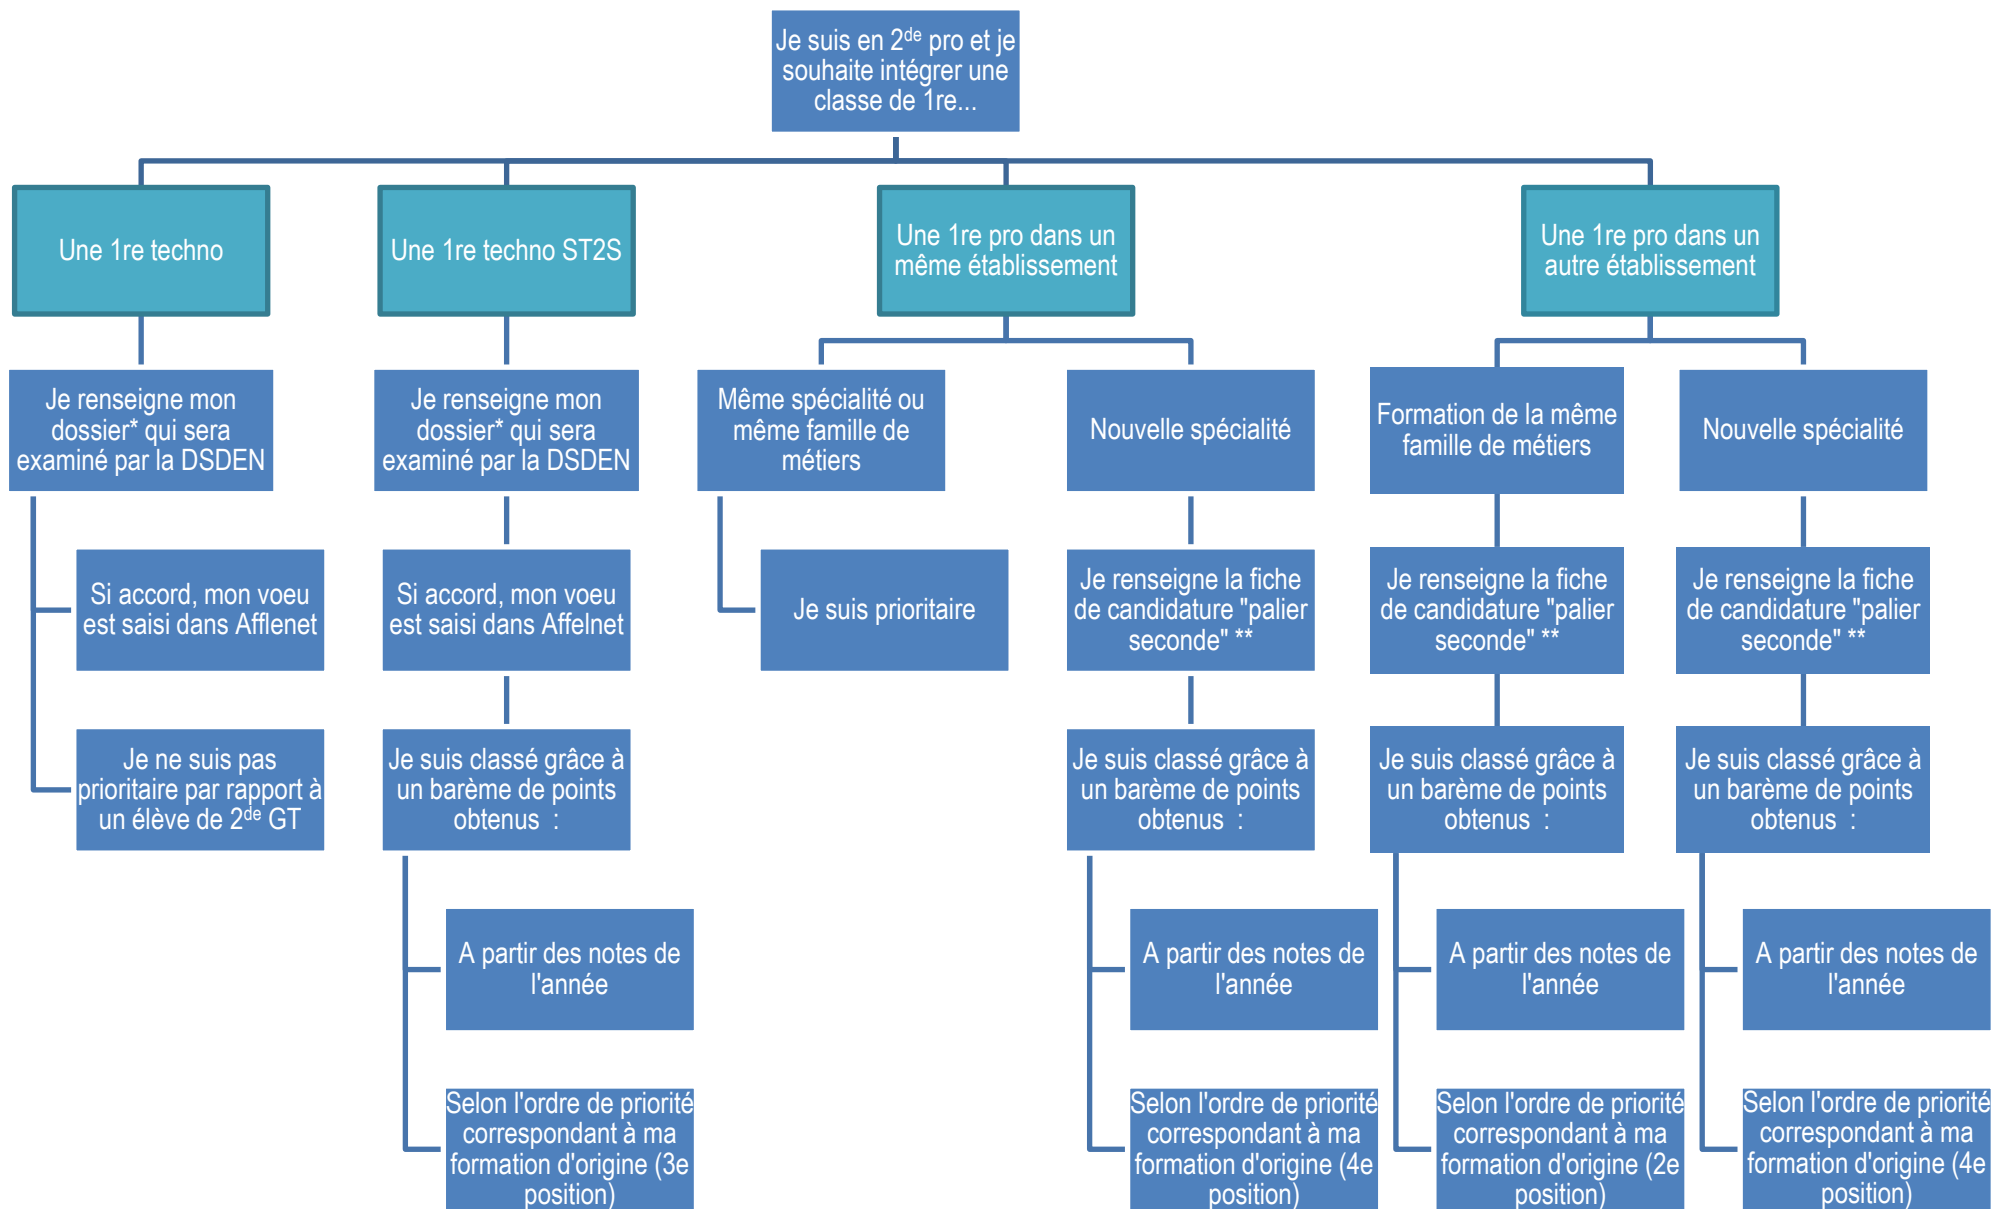 Je suis en 2de pro et je
souhaite intégrer une
classe de 1re...
Une 1re techno
Une 1re techno ST2S
Une 1re pro dans un
même établissement
Une 1re pro dans un
autre établissement
Je renseigne mon
dossier* qui sera
examiné par la DSDEN
Je renseigne mon
dossier* qui sera
examiné par la DSDEN
Même spécialité ou
même famille de
métiers
Nouvelle spécialité
Formation de la même
famille de métiers
Nouvelle spécialité
Si accord, mon voeu
est saisi dans Afflenet
Si accord, mon voeu
est saisi dans Affelnet
Je suis prioritaire
Je renseigne la fiche
de candidature "palier
seconde" **
Je renseigne la fiche
de candidature "palier
seconde" **
Je renseigne la fiche
de candidature "palier
seconde" **
Je ne suis pas
prioritaire par rapport à
un élève de 2de GT
Je suis classé grâce à
un barème de points
obtenus :
Je suis classé grâce à
un barème de points
obtenus :
Je suis classé grâce à
un barème de points
obtenus :
Je suis classé grâce à
un barème de points
obtenus :
A partir des notes de
l'année
A partir des notes de
l'année
A partir des notes de
l'année
A partir des notes de
l'année
Selon l'ordre de priorité
correspondant à ma
formation d'origine (3e
position)
Selon l'ordre de priorité
correspondant à ma
formation d'origine (4e
position)
Selon l'ordre de priorité
correspondant à ma
formation d'origine (2e
position)
Selon l'ordre de priorité
correspondant à ma
formation d'origine (4e
position)